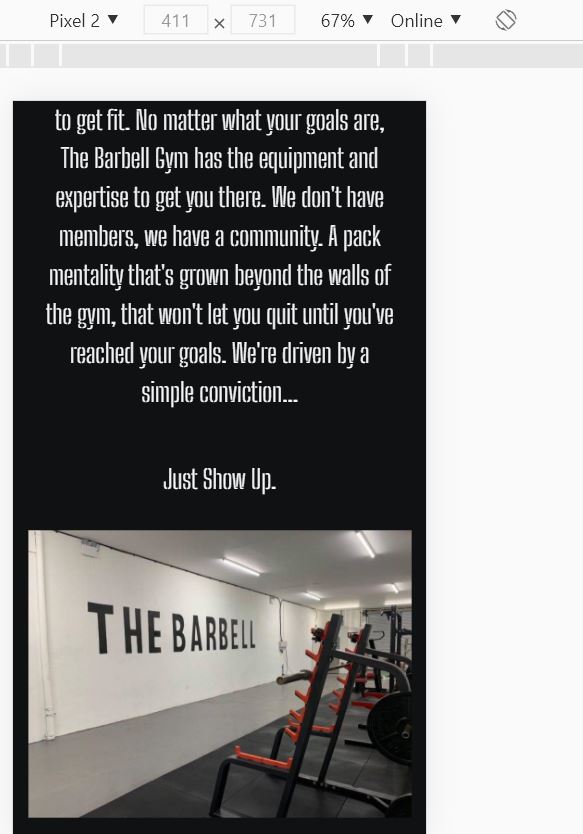 Pixel 2 ▼ 411 × 731 67% ▼ Online ▼
to get fit. No matter what your goals are,
The Barbell Gym has the equipment and
expertise to get you there. We don't have
members, we have a community. A pack
mentality that's grown beyond the walls of
the gym, that won't let you quit until you've
reached your goals. We're driven by a
simple conviction...
Just Show Up.
THE BARBELL